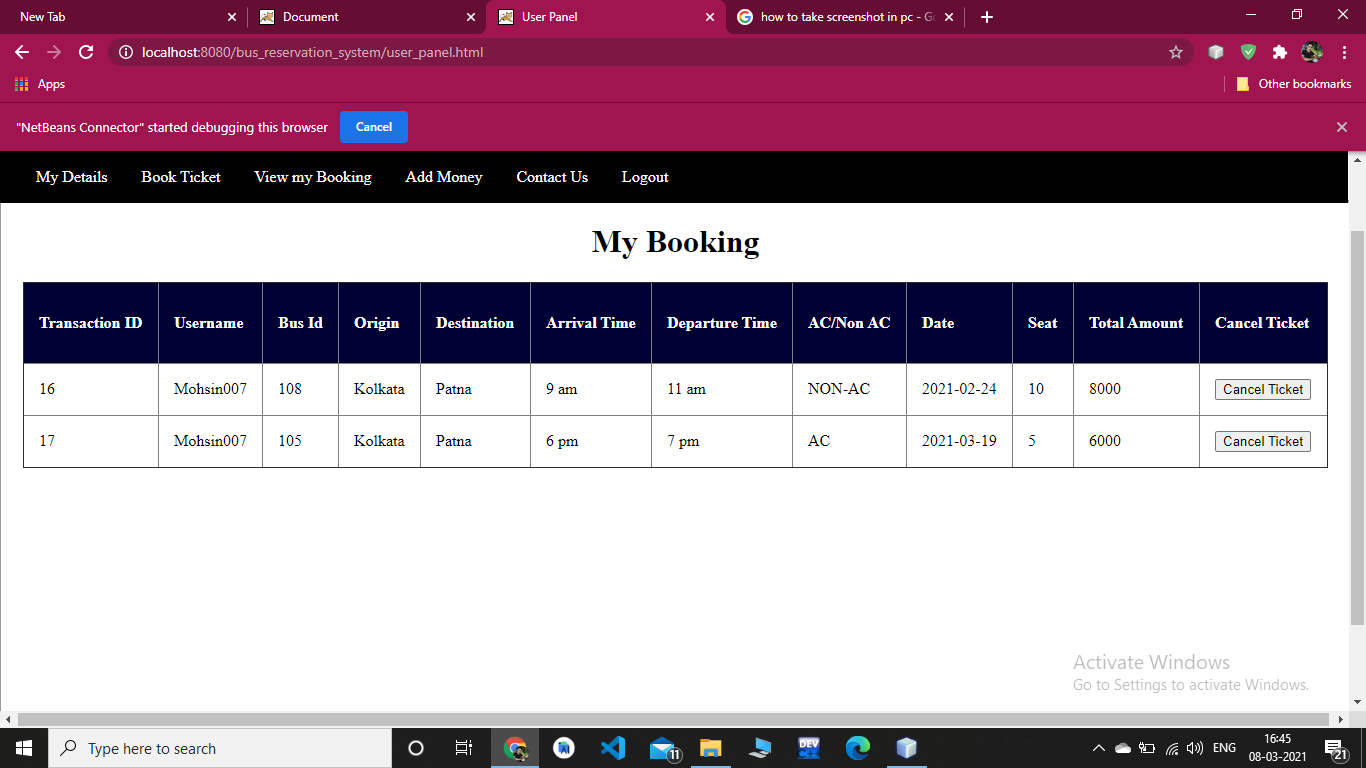 New Tab Document User Panel how to take screenshot in pc - Go
localhost:8080/bus_reservation_system/user_panel.html
Apps Other bookmarks
"NetBeans Connector" started debugging this browser Cancel
My Details Book Ticket View my Booking Add Money Contact Us Logout
My Booking
Transaction ID Username Bus Id Origin Destination Arrival Time Departure Time AC/Non AC Date Seat Total Amount Cancel Ticket
16 Mohsin007 108 Kolkata Patna 9 am 11 am NON-AC 2021-02-24 10 8000 Cancel Ticket
17 Mohsin007 105 Kolkata Patna 6 pm 7 pm AC 2021-03-19 5 6000 Cancel Ticket
Activate Windows
Go to Settings to activate Windows.
Type here to search 11 DEV C++ ENG 16:45
08-03-2021 21